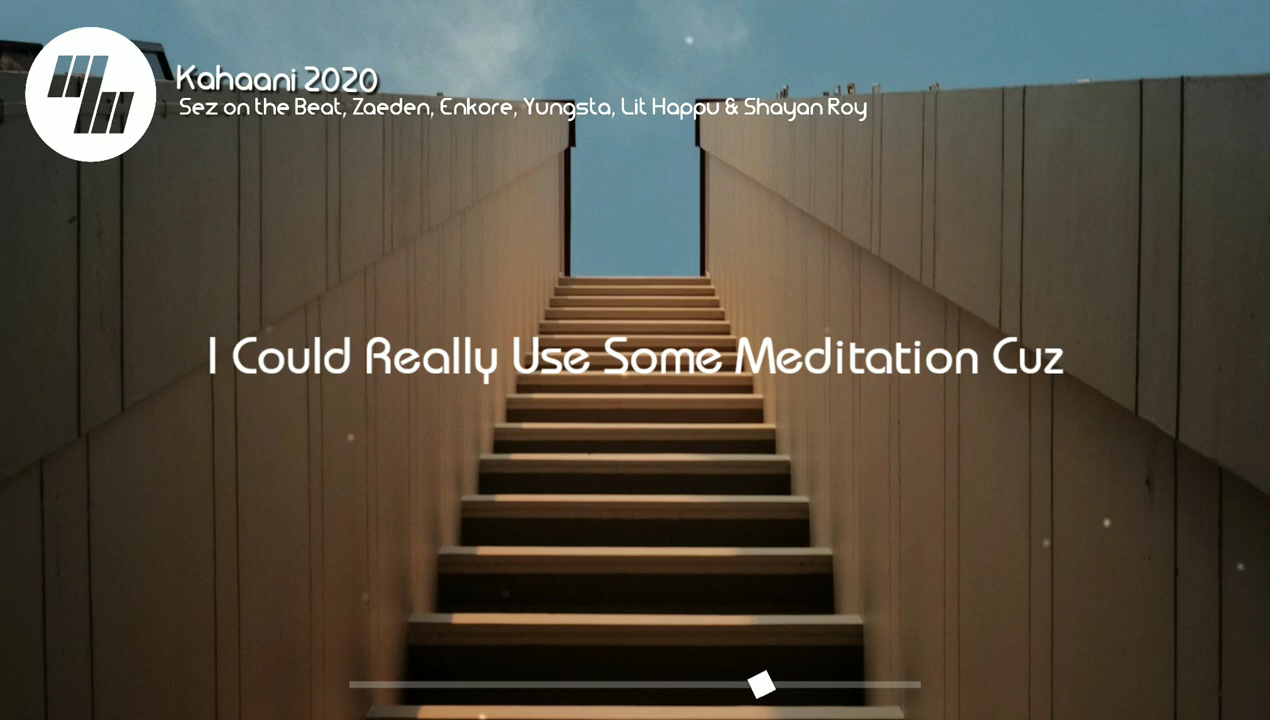 Kahaani 2020
Sez on the Beat, Zaeden, Enkore, Yungsta, Lit Happu & Shayan Roy
I Could Really Use Some Meditation Cuz